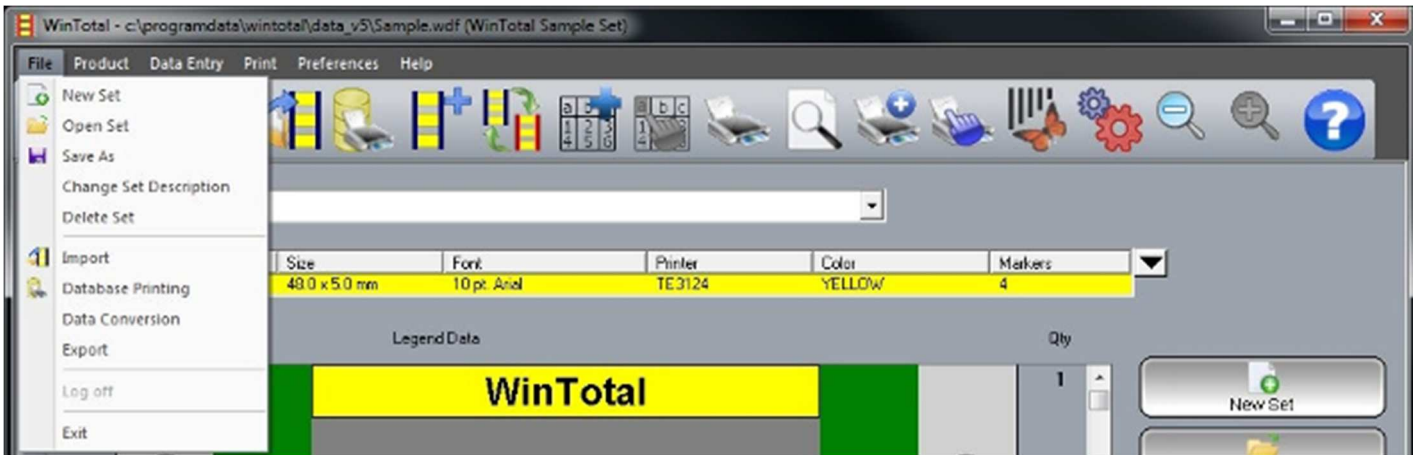 WinTotal - c:\programdata\wintotal\data_v5\Sample.wdf (WinTotal Sample Set)
File Product Data Entry Print Preferences Help
New Set
Open Set
Save As
Change Set Description
Delete Set
Import
Database Printing
Data Conversion
Export
Log off
Exit
Size Font Printer Color Markers
48.0 x 5.0 mm 10 pt. Arial TE3124 YELLOW 4
Legend Data Qty
WinTotal 1
New Set